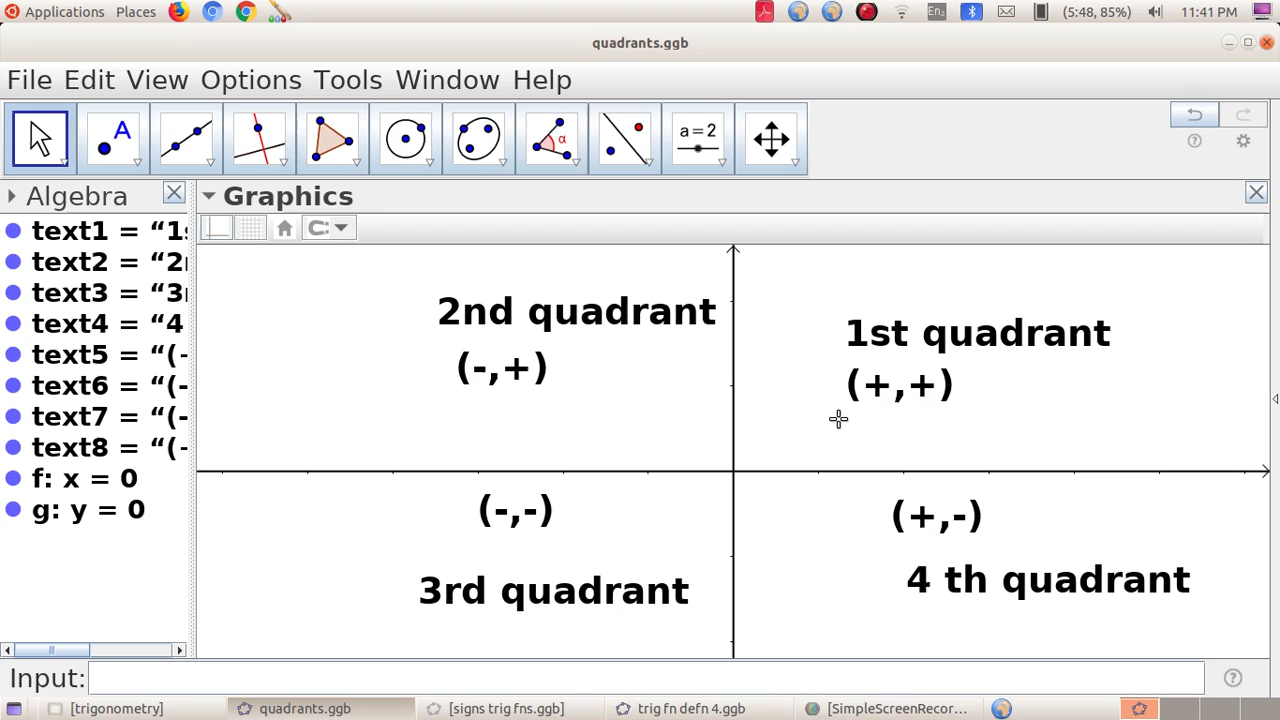 Applications Places En₂ (5:48, 85%) 11:41 PM
quadrants.ggb
File Edit View Options Tools Window Help
A α a=2
Algebra
Graphics
text1 = “1s
text2 = “2
text3 = “3
text4 = “4
text5 = “(-
text6 = “(-
text7 = “(-
text8 = “(-
f: x = 0
g: y = 0
2nd quadrant
(-,+)
1st quadrant
(+,+)
(-,-)
3rd quadrant
(+,-)
4 th quadrant
Input:
[trigonometry] quadrants.ggb [signs trig fns.ggb] trig fn defn 4.ggb [SimpleScreenRecor...